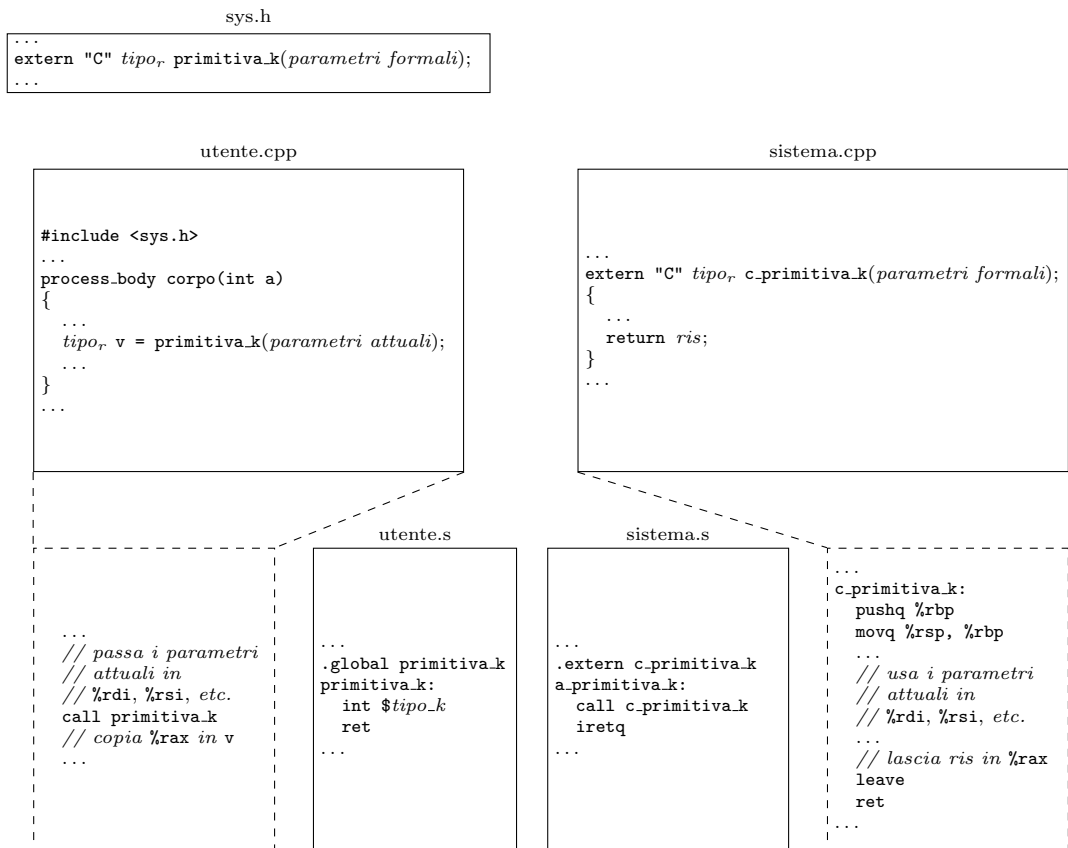 sys.h
...
extern "C" tipo_r primitiva_k(parametri formali);
...
utente.cpp
#include <sys.h>
...
process_body corpo(int a)
{
...
tipo_r v = primitiva_k(parametri attuali);
...
}
...
sistema.cpp
...
extern "C" tipo_r c_primitiva_k(parametri formali);
{
...
return ris;
}
...
...
// passa i parametri
// attuali in
// %rdi, %rsi, etc.
call primitiva_k
// copia %rax in v
...
utente.s
...
.global primitiva_k
primitiva_k:
int $tipo_k
ret
...
sistema.s
...
.extern c_primitiva_k
a_primitiva_k:
call c_primitiva_k
iretq
...
...
c_primitiva_k:
pushq %rbp
movq %rsp, %rbp
...
// usa i parametri
// attuali in
// %rdi, %rsi, etc.
...
// lascia ris in %rax
leave
ret
...